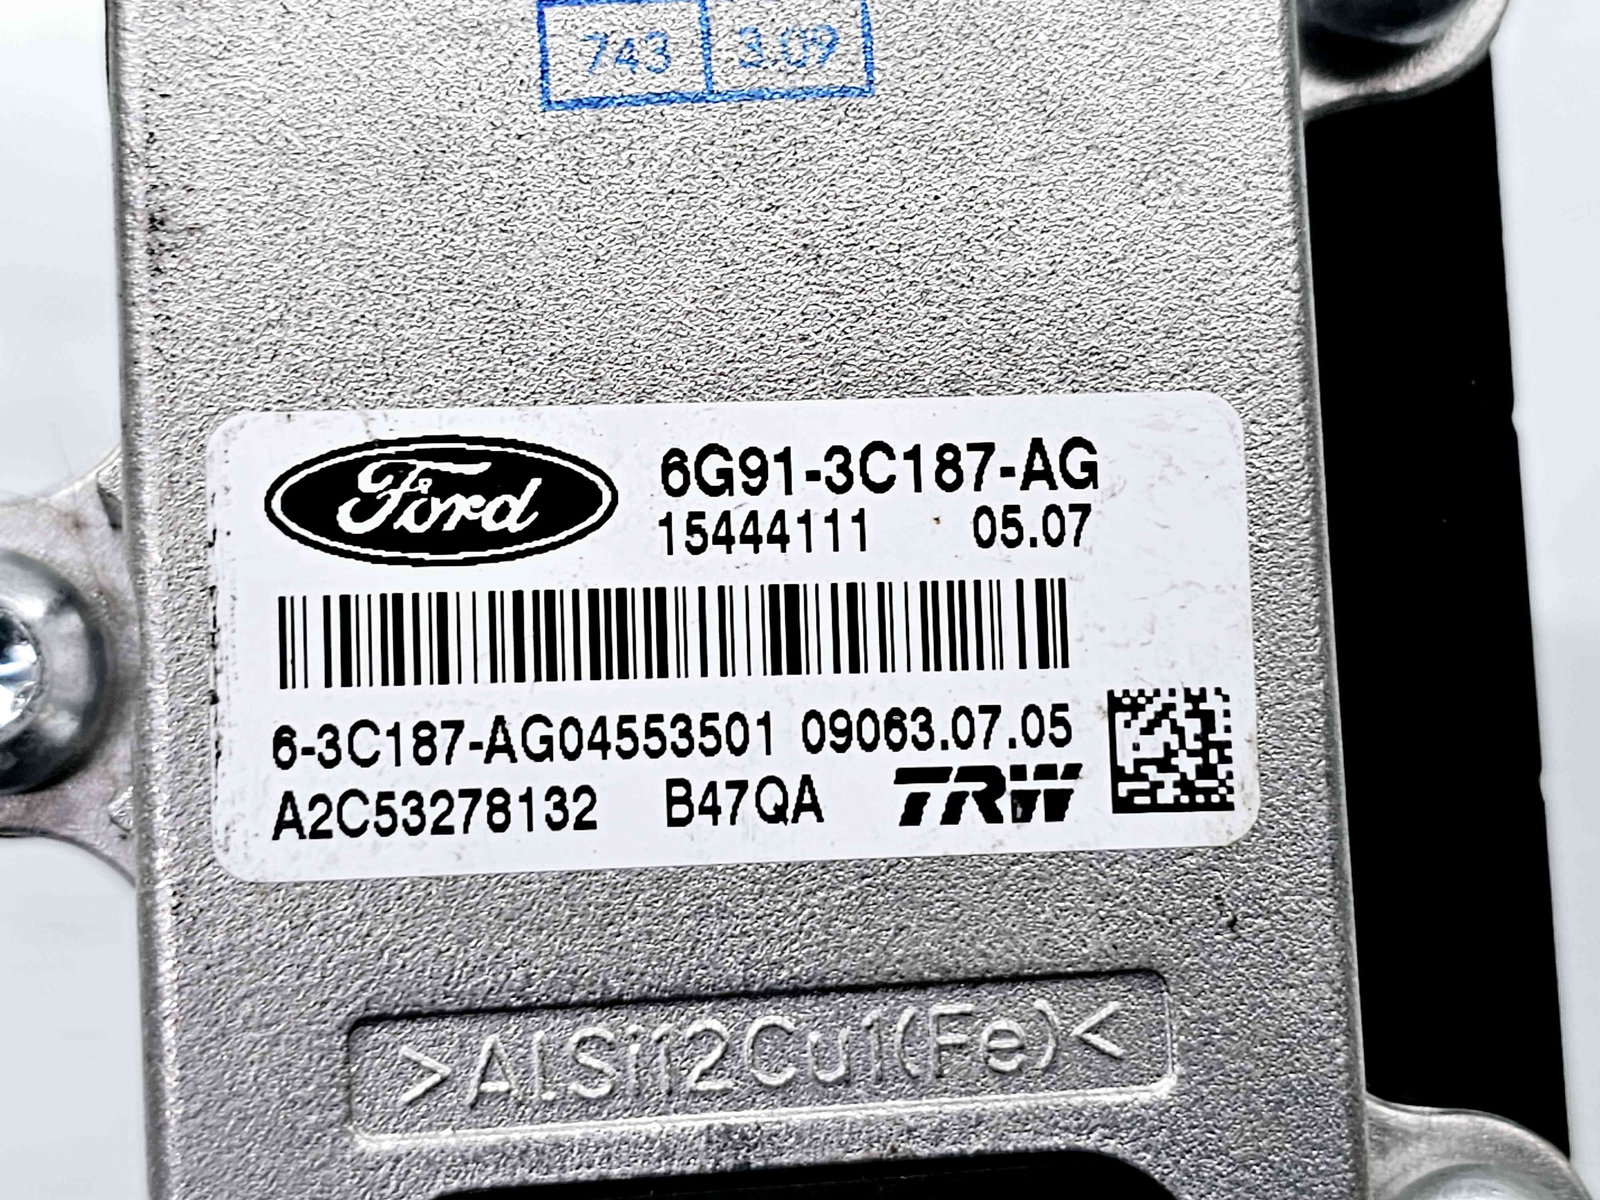 743 3.09
Ford 6G91-3C187-AG
15444111 05.07
6-3C187-AG04553501 09063.07.05
A2C53278132 B47QA TRW
>ALSi12Cu1(Fe)<